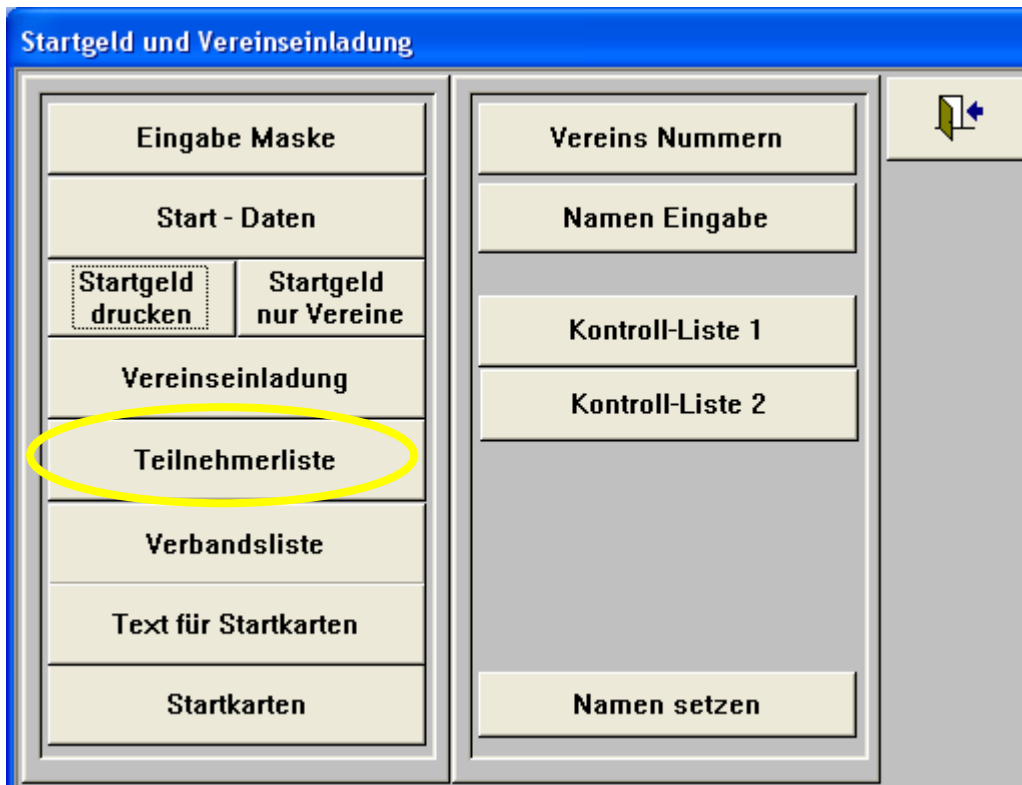 Startgeld und Vereinseinladung
Eingabe Maske
Start - Daten
Startgeld
drucken
Startgeld
nur Vereine
Vereinseinladung
Teilnehmerliste
Verbandsliste
Text für Startkarten
Startkarten
Vereins Nummern
Namen Eingabe
Kontroll-Liste 1
Kontroll-Liste 2
Namen setzen